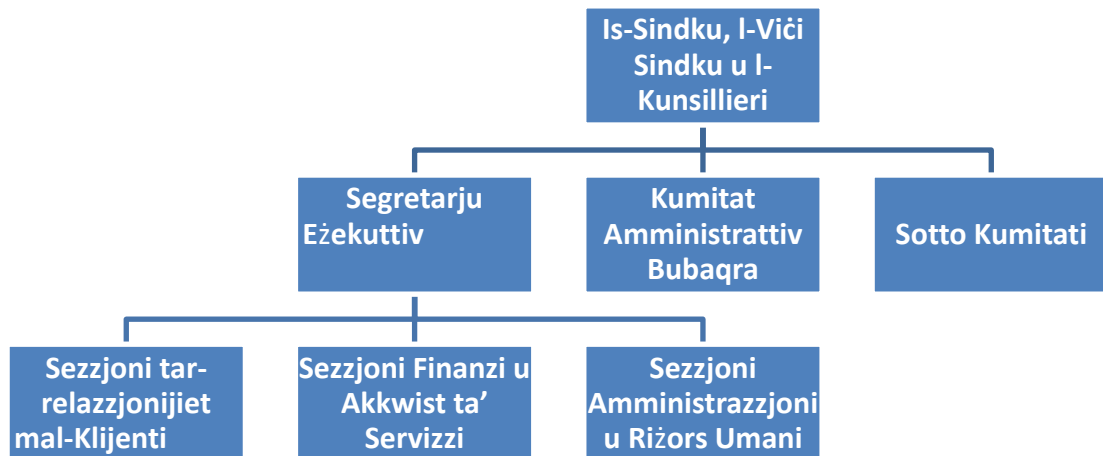 Is-Sindku, l-Viċi
Sindku u l-
Kunsillieri
Segretarju
Eżekuttiv
Kumitat
Amministrattiv
Bubaqra
Sotto Kumitati
Sezzjoni tar-
relazzjonijiet
mal-Klijenti
Sezzjoni Finanzi u
Akkwist ta’
Servizzi
Sezzjoni
Amministrazzjoni
u Riżors Umani